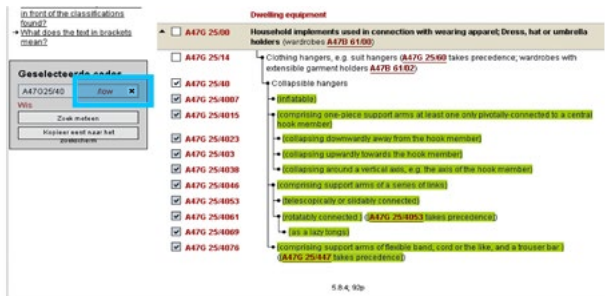 in front of the classifications
found?
What does the text in brackets
mean?
Geselecteerde codes
A47G25/40 /low ×
Wis
Zoek meteen
Kopieer eerst naar het
zoekscherm
Dwelling equipment
A47G 25/00 Household implements used in connection with wearing apparel; Dress, hat or umbrella
holders (wardrobes A47B 61/00)
A47G 25/14 Clothing hangers, e.g. suit hangers (A47G 25/60 takes precedence; wardrobes with
extensible garment holders A47B 61/02)
A47G 25/40 Collapsible hangers
A47G 25/4007 (inflatable)
A47G 25/4015 (comprising one-piece support arms at least one only pivotally-connected to a central
hook member)
A47G 25/4023 (collapsing downwardly away from the hook member)
A47G 25/403 (collapsing upwardly towards the hook member)
A47G 25/4038 (collapsing around a vertical axis, e.g. the axis of the hook member)
A47G 25/4046 (comprising support arms of a series of links)
A47G 25/4053 (telescopically or slidably connected)
A47G 25/4061 (rotatably connected ) (A47G 25/4053 takes precedence)
A47G 25/4069 (as a lazy tongs)
A47G 25/4076 (comprising support arms of flexible band, cord or the like, and a trouser bar )
(A47G 25/447 takes precedence)
5.8.4; 92p